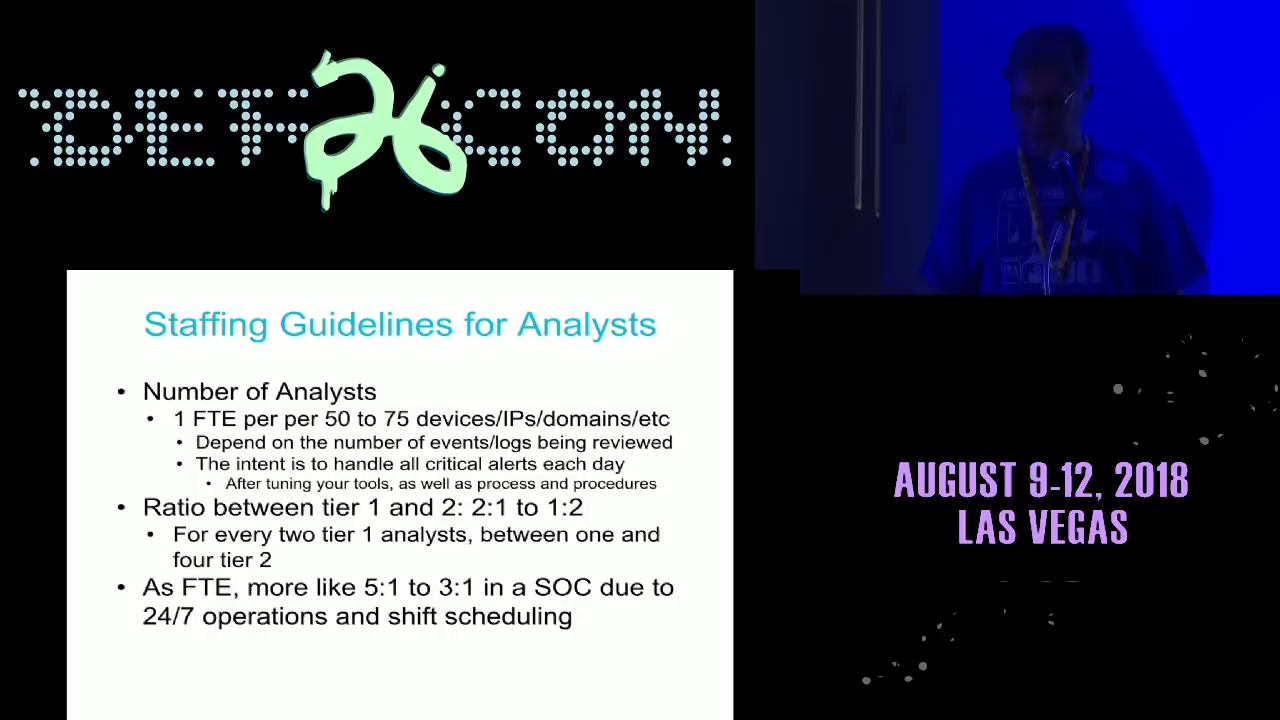 DEF 26 CON
Staffing Guidelines for Analysts
• Number of Analysts
• 1 FTE per per 50 to 75 devices/IPs/domains/etc
• Depend on the number of events/logs being reviewed
• The intent is to handle all critical alerts each day
• After tuning your tools, as well as process and procedures
• Ratio between tier 1 and 2: 2:1 to 1:2
• For every two tier 1 analysts, between one and
four tier 2
• As FTE, more like 5:1 to 3:1 in a SOC due to
24/7 operations and shift scheduling
AUGUST 9-12, 2018
LAS VEGAS